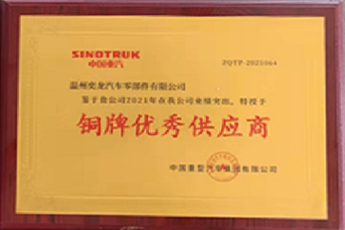 SINOTRUK
中国重汽
ZQTP-2021064
温州奕龙汽车零部件有限公司
鉴于贵公司2021年在我公司业绩突出,特授予
铜牌优秀供应商
中国重型汽车集团有限公司